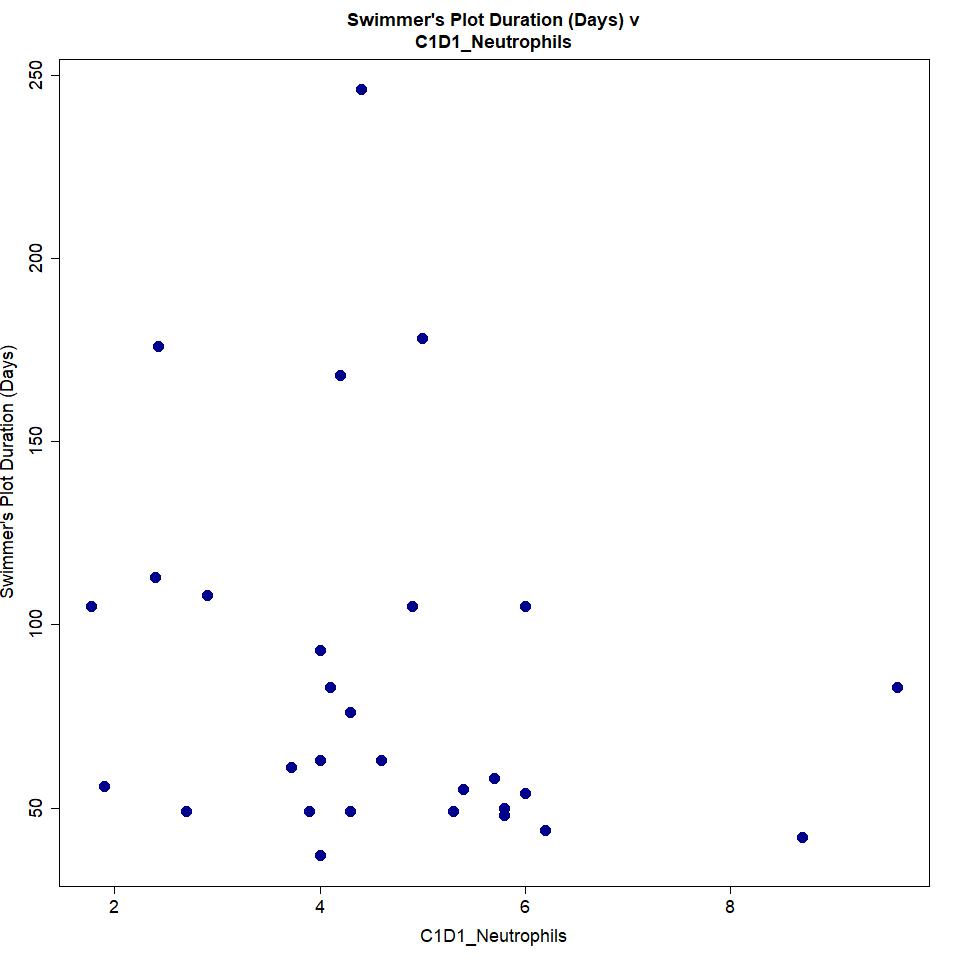 Swimmer's Plot Duration (Days) v
C1D1_Neutrophils
Swimmer's Plot Duration (Days)
250
200
150
100
50
2 4 6 8
C1D1_Neutrophils